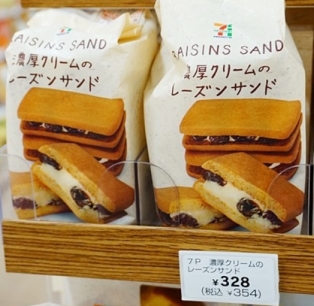 RAISINS SAND
濃厚クリームの
レーズンサンド
RAISINS SAND
濃厚クリームの
レーズンサンド
7P 濃厚クリームの
レーズンサンド
¥328
(税込 ¥354)